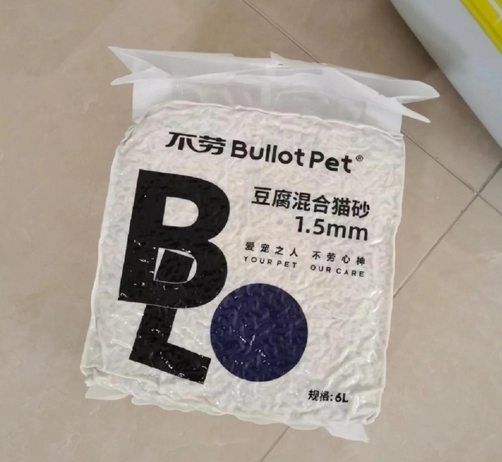 不劳 Bullot Pet®
豆腐混合猫砂
1.5mm
爱宠之人 不劳心神
YOUR PET OUR CARE
BLO
规格: 6L